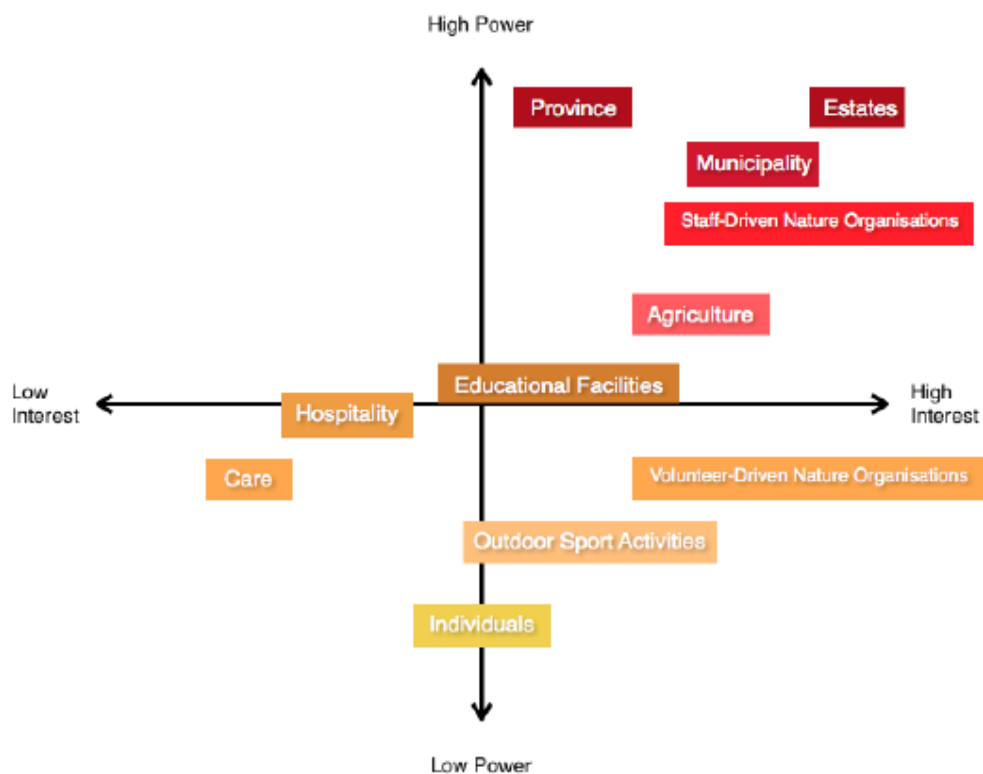 High Power
Province
Estates
Municipality
Staff-Driven Nature Organisations
Agriculture
Educational Facilities
Low
Interest
High
Interest
Hospitality
Care
Volunteer-Driven Nature Organisations
Outdoor Sport Activities
Individuals
Low Power